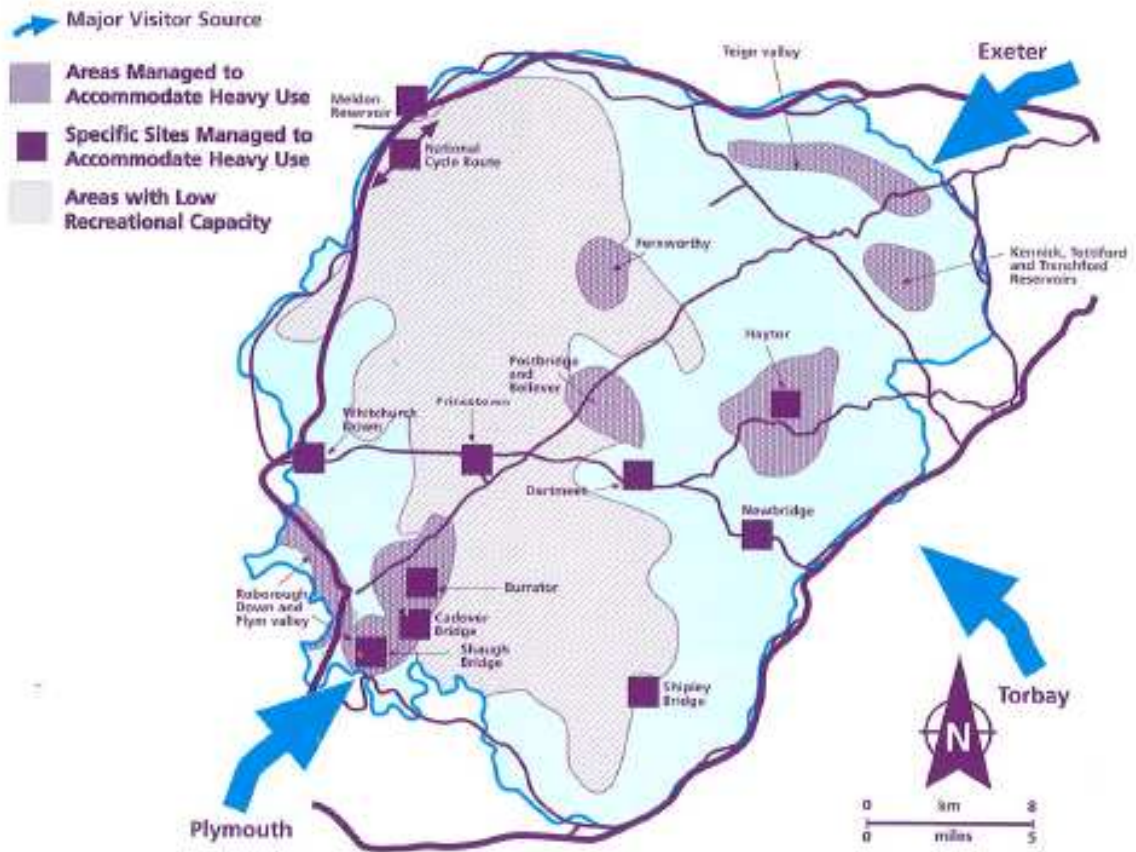 Major Visitor Source
Areas Managed to
Accommodate Heavy Use
Specific Sites Managed to
Accommodate Heavy Use
Areas with Low
Recreational Capacity
Meldon
Reservoir
National
Cycle Route
Teign valley
Exeter
Fernworthy
Kennick, Tottiford
and Trenchford
Reservoirs
Haytor
Postbridge
and
Bellever
Princetown
Whitchurch
Down
Dartmeet
Newbridge
Roborough
Down and
Plym valley
Burrator
Cadover
Bridge
Shaugh
Bridge
Shipley
Bridge
Torbay
Plymouth
N
0 km 8
0 miles 5